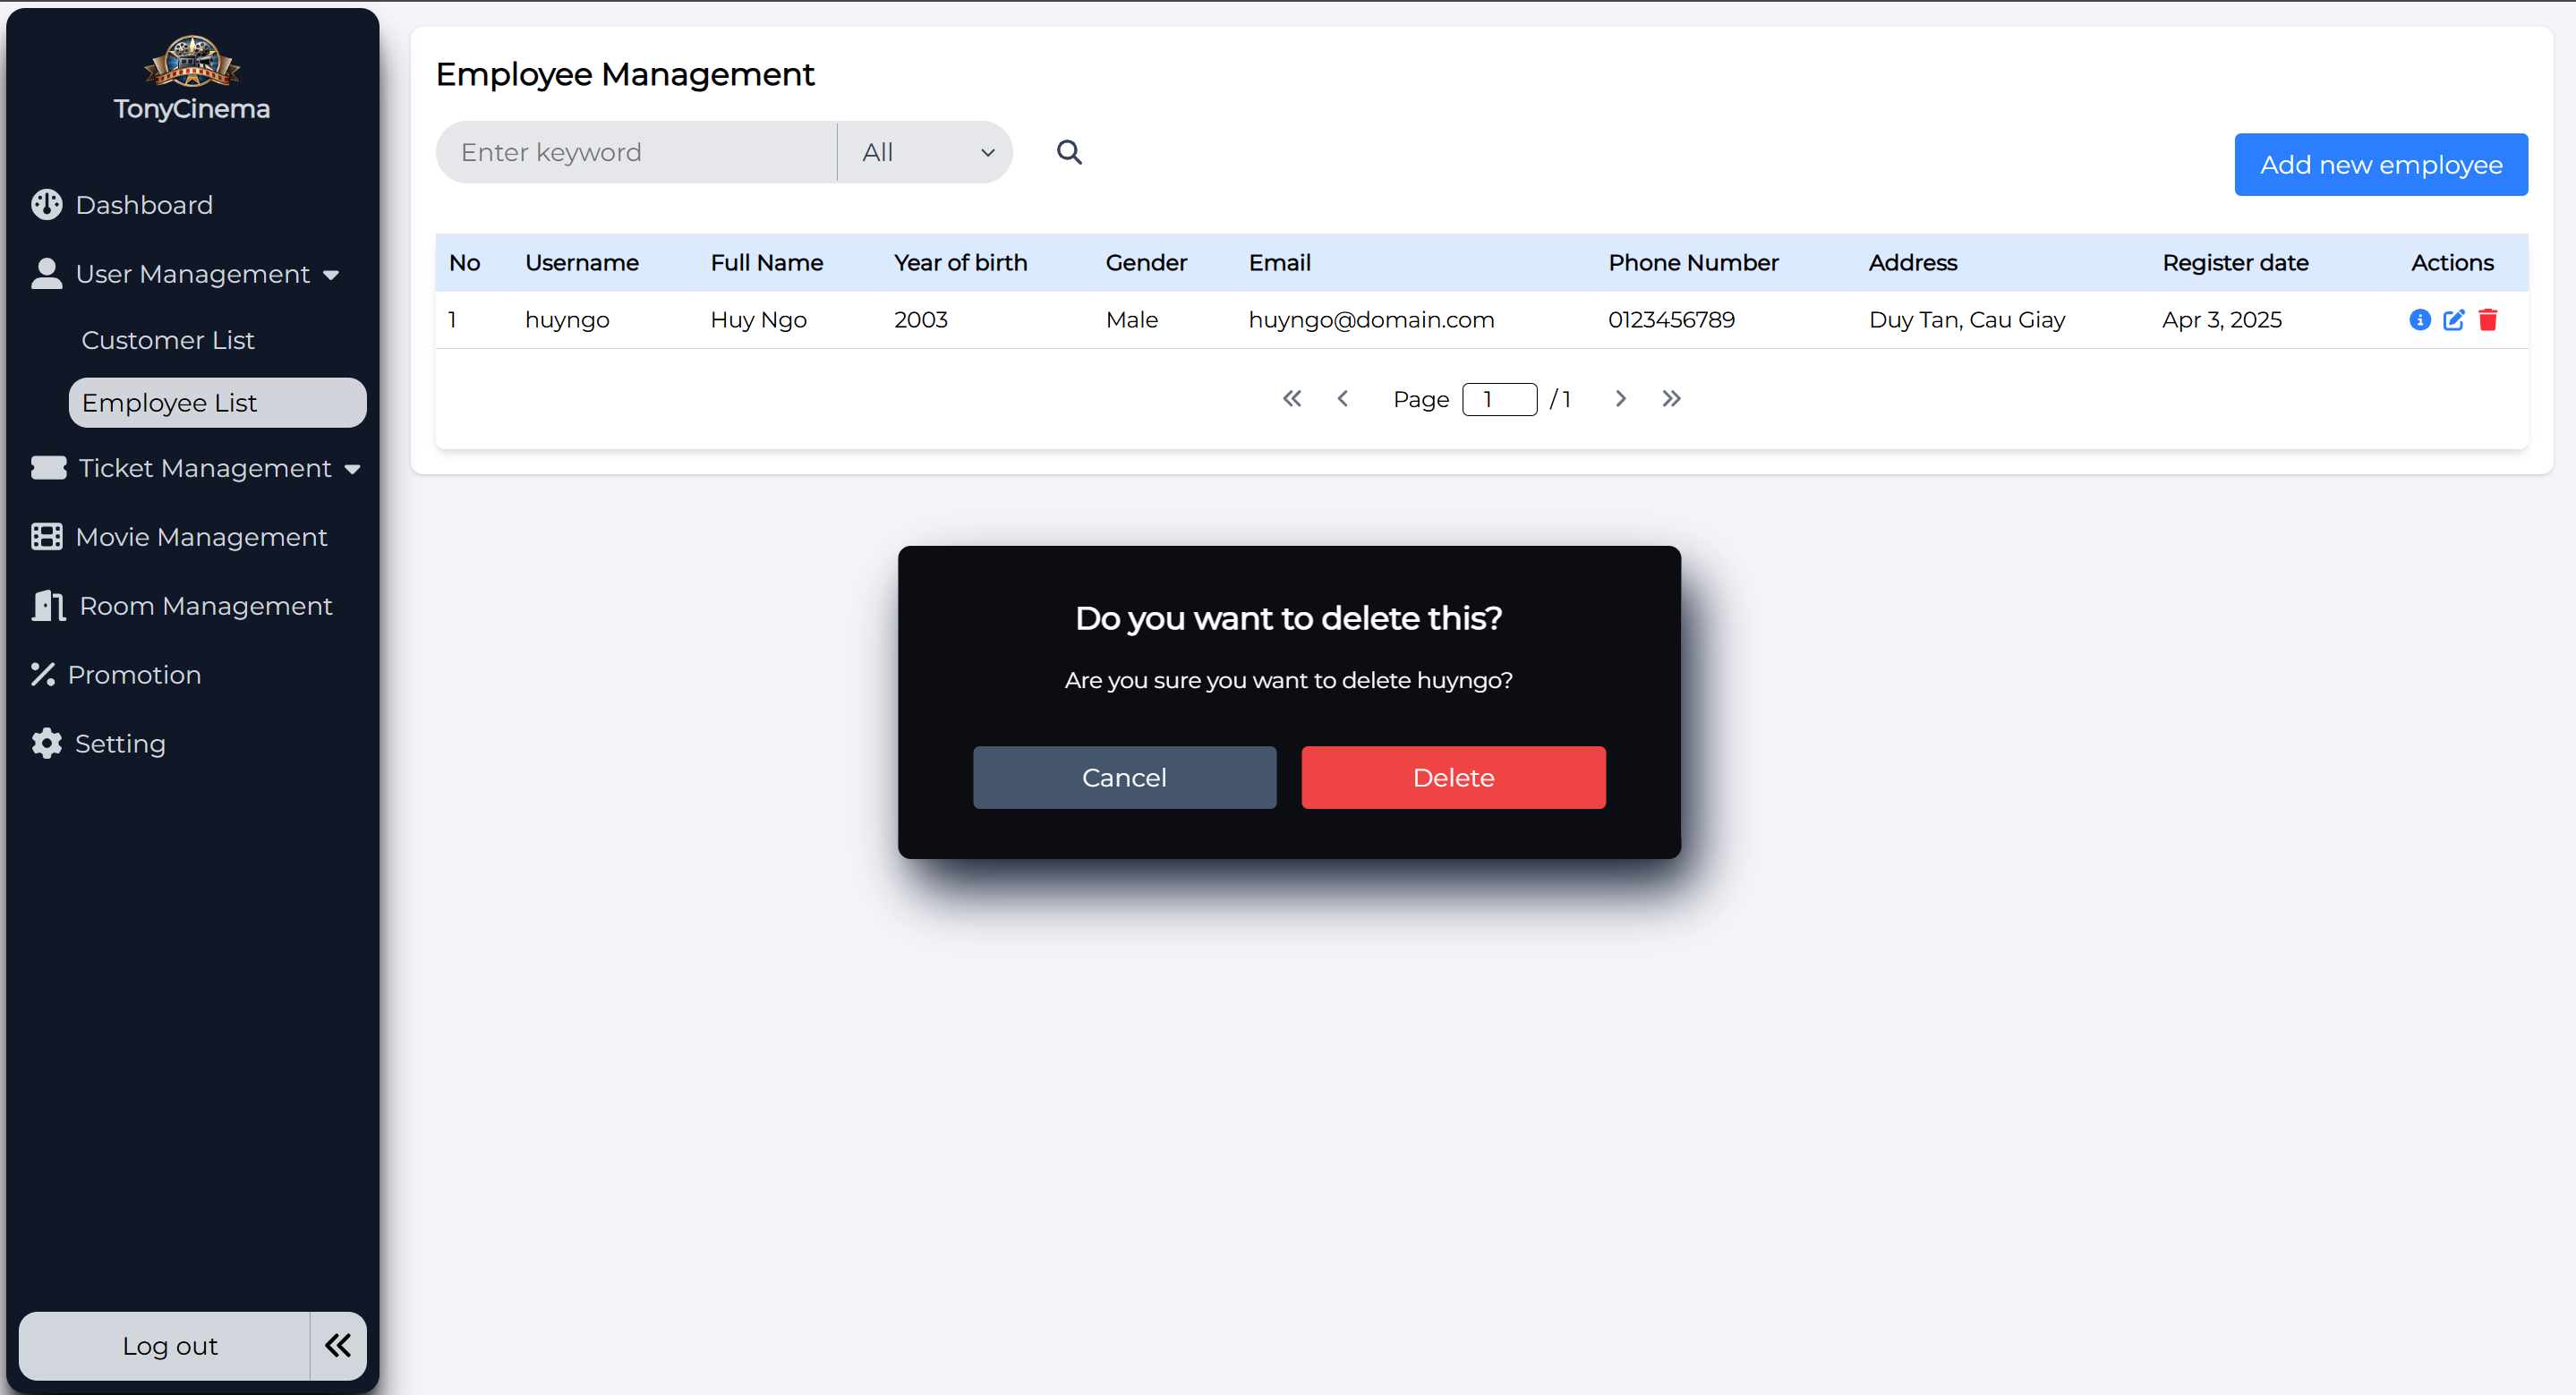 TonyCinema
Dashboard
User Management
Customer List
Employee List
Ticket Management
Movie Management
Room Management
Promotion
Setting
Log out
Employee Management
Enter keyword All
Add new employee
No Username Full Name Year of birth Gender Email Phone Number Address Register date Actions
1 huyngo Huy Ngo 2003 Male huyngo@domain.com 0123456789 Duy Tan, Cau Giay Apr 3, 2025
Page 1 / 1
Do you want to delete this?
Are you sure you want to delete huyngo?
Cancel Delete